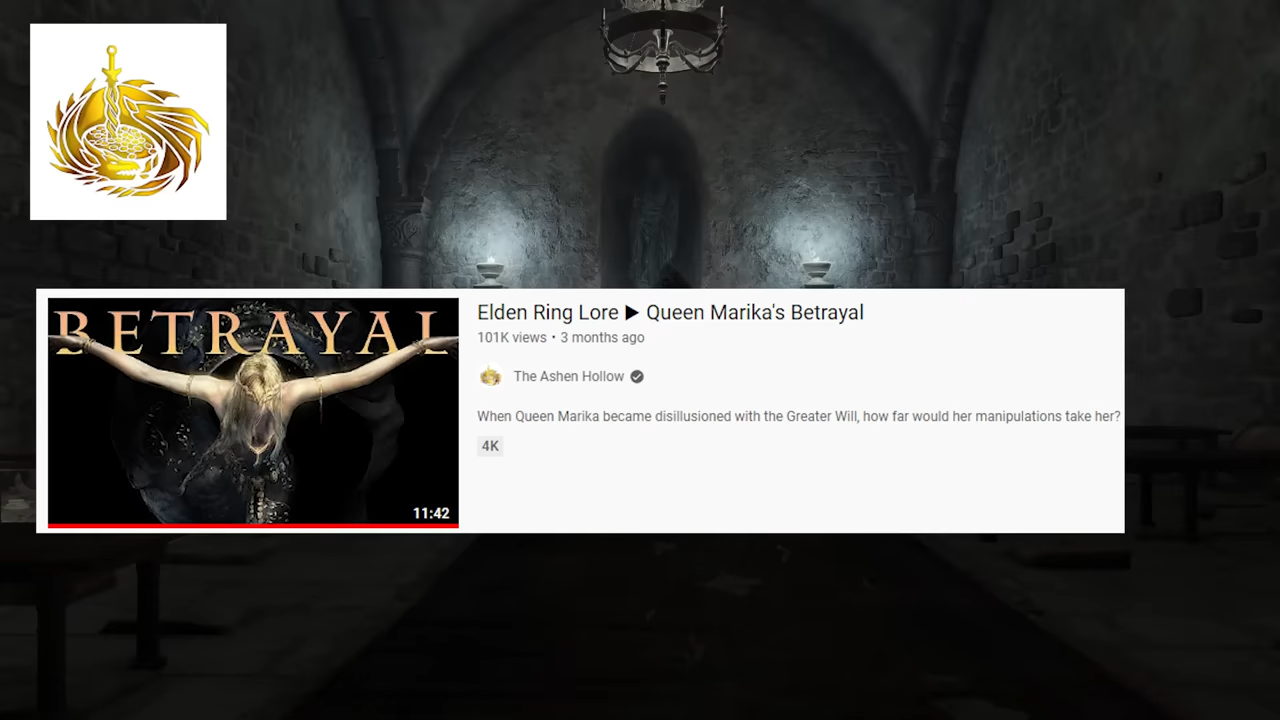 BETRAYAL
11:42
Elden Ring Lore ▶ Queen Marika's Betrayal
101K views • 3 months ago
The Ashen Hollow
When Queen Marika became disillusioned with the Greater Will, how far would her manipulations take her?
4K